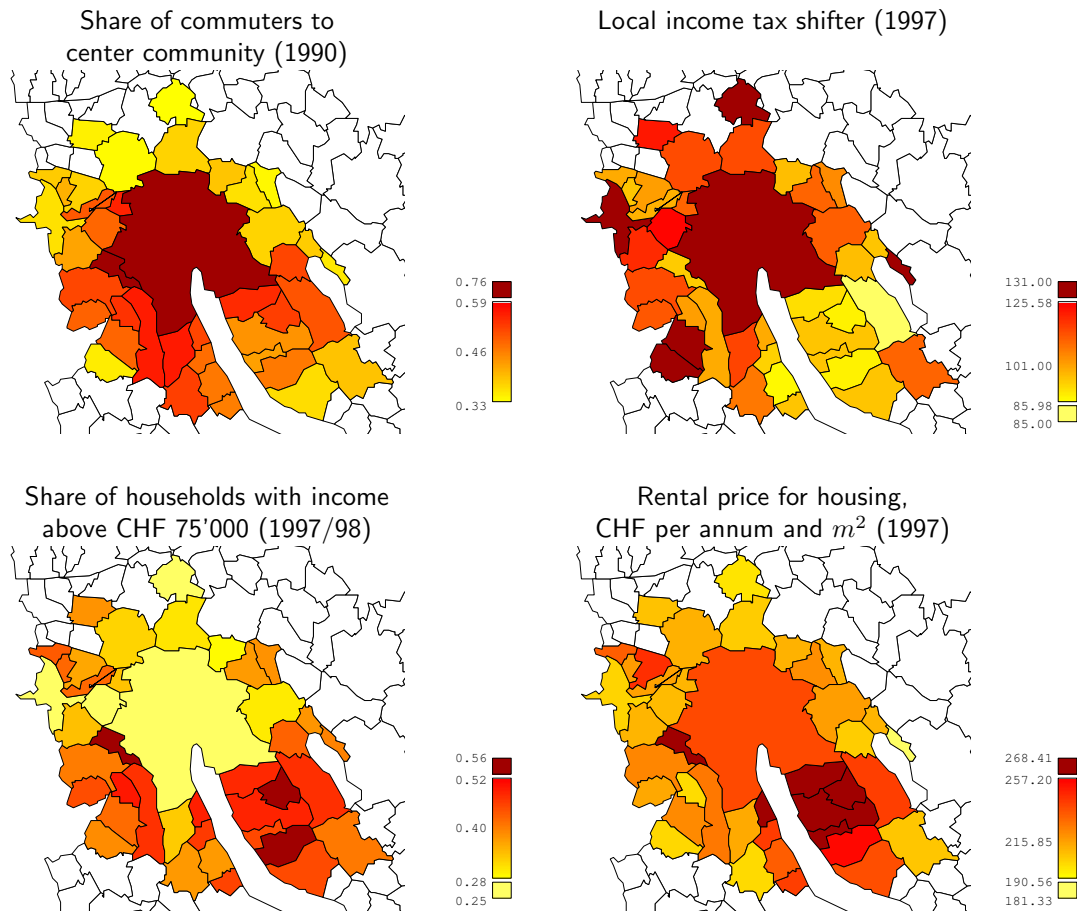 Share of commuters to
center community (1990)
0.76
0.59
0.46
0.33
Local income tax shifter (1997)
131.00
125.58
101.00
85.98
85.00
Share of households with income
above CHF 75'000 (1997/98)
0.56
0.52
0.40
0.28
0.25
Rental price for housing,
CHF per annum and m² (1997)
268.41
257.20
215.85
190.56
181.33